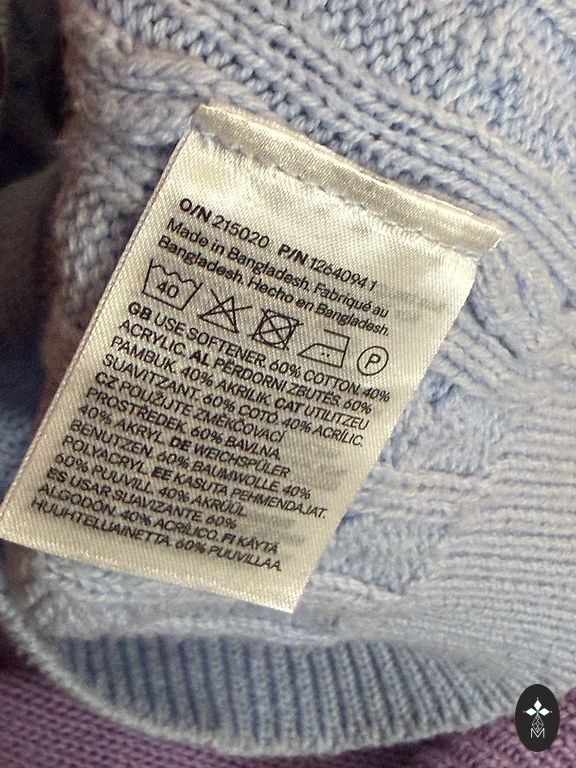 O/N 215020 P/N 1264094.1
Made in Bangladesh. Fabriqué au
Bangladesh. Hecho en Bangladesh.
40 P
GB USE SOFTENER. 60% COTTON. 40%
ACRYLIC. AL PËRDORNI ZBUTËS. 60%
PAMBUK. 40% AKRILIK. CAT UTILITZEU
SUAVITZANT. 60% COTÓ. 40% ACRÍLIC.
CZ POUŽIJTE ZMĚKČOVACÍ
PROSTŘEDEK. 60% BAVLNA.
40% AKRYL. DE WEICHSPÜLER
BENUTZEN. 60% BAUMWOLLE. 40%
POLYACRYL. EE KASUTA PEHMENDAJAT.
60% PUUVILL. 40% AKRÜÜL
ES USAR SUAVIZANTE. 60%
ALGODÓN. 40% ACRÍLICO. FI KÄYTÄ
HUUHTELUAINETTA. 60% PUUVILLAA.
M